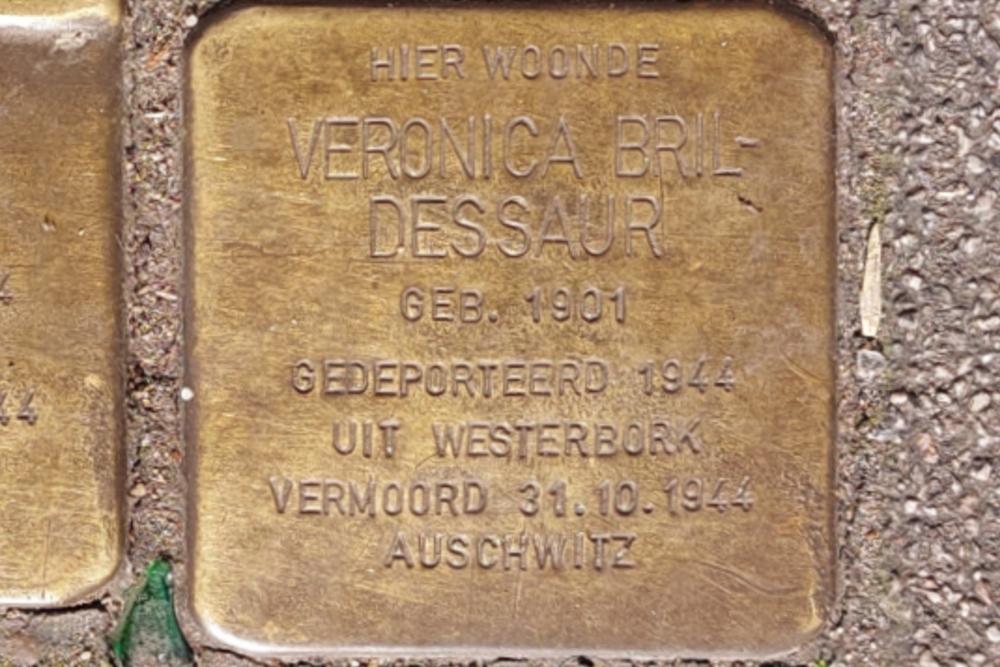 HIER WOONDE
VERONICA BRIL-
DESSAUR
GEB. 1901
GEDEPORTEERD 1944
UIT WESTERBORK
VERMOORD 31.10.1944
AUSCHWITZ